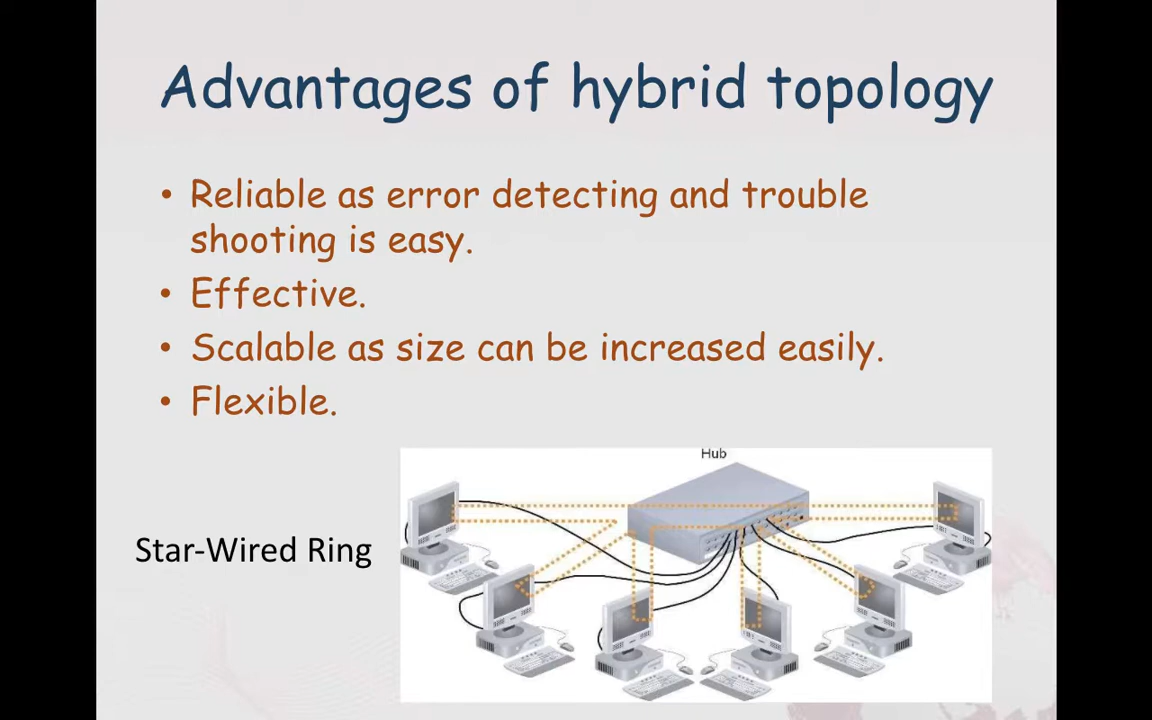 Advantages of hybrid topology
• Reliable as error detecting and trouble
shooting is easy.
• Effective.
• Scalable as size can be increased easily.
• Flexible.
Hub
Star-Wired Ring